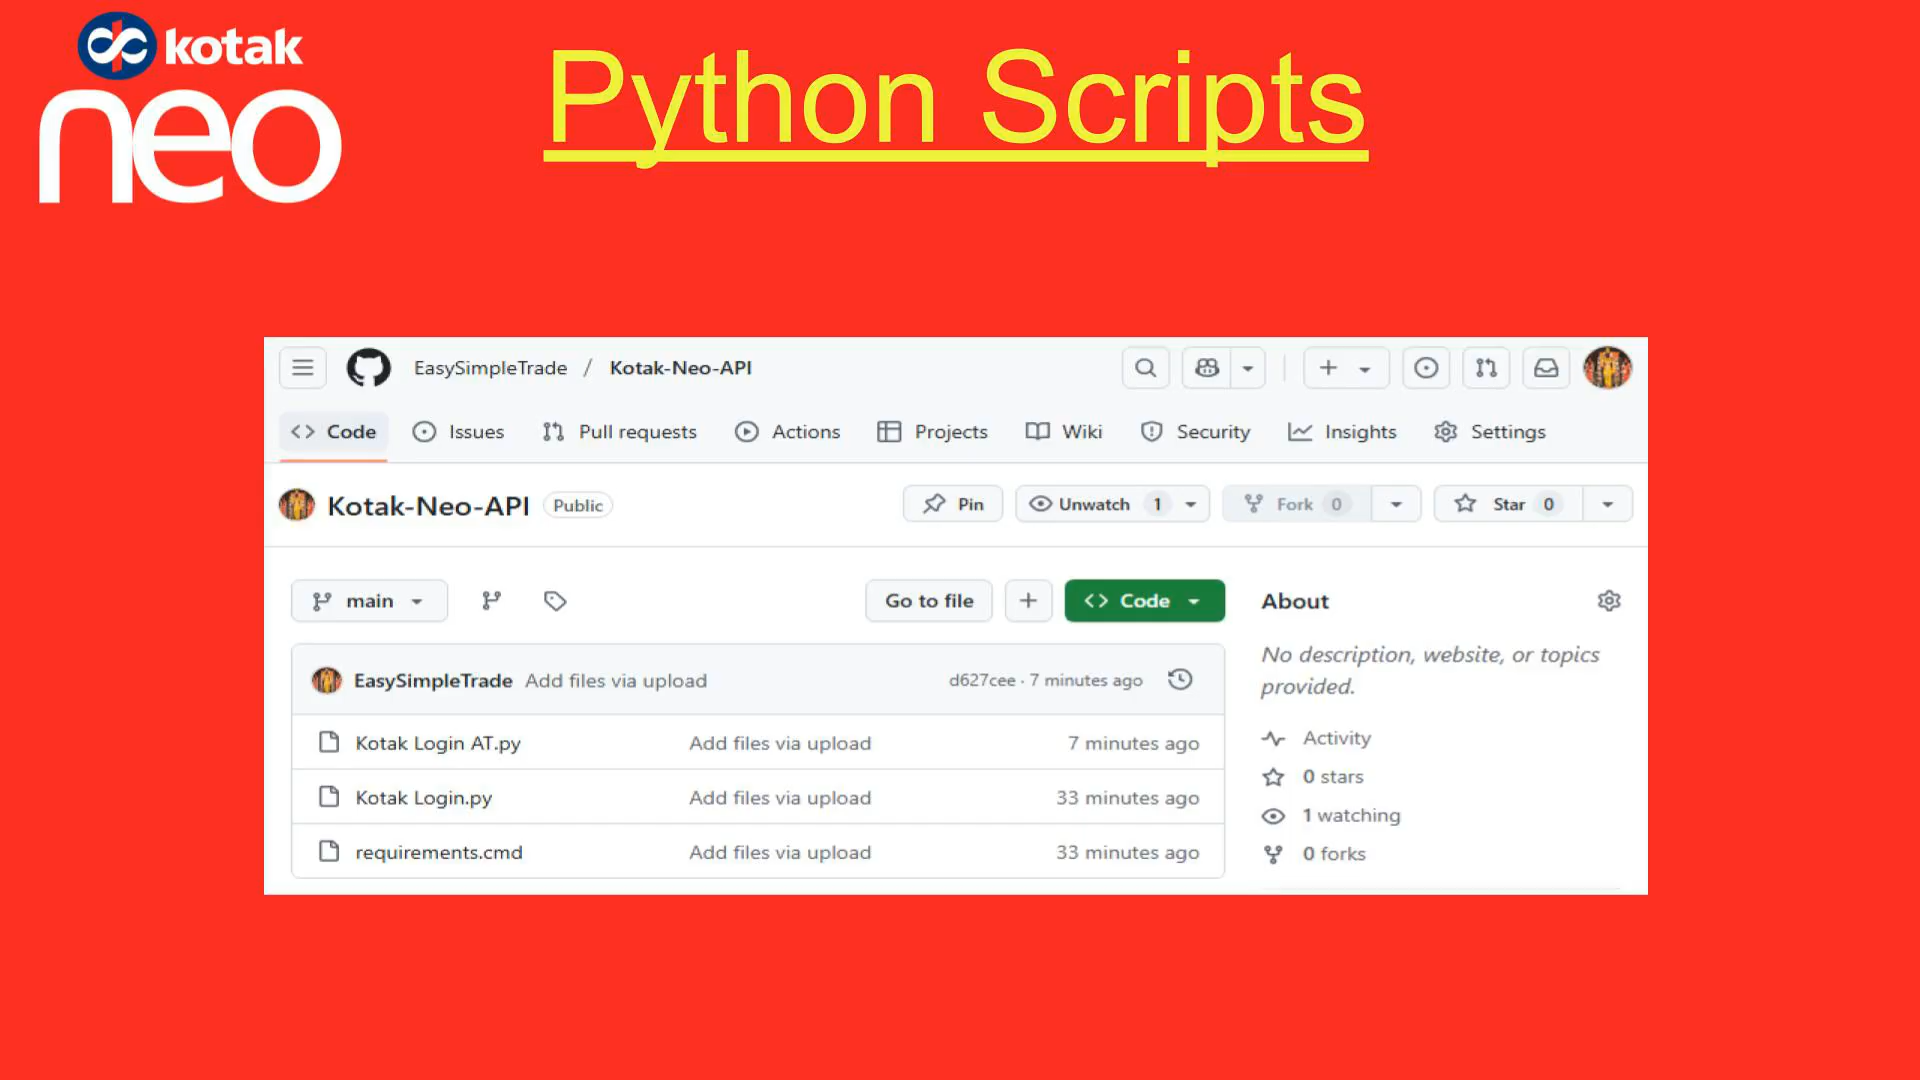 kotak
neo
Python Scripts
EasySimpleTrade / Kotak-Neo-API
Code Issues Pull requests Actions Projects Wiki Security Insights Settings
Kotak-Neo-API Public Pin Unwatch 1 Fork 0 Star 0
main Go to file Code About
No description, website, or topics
provided.
EasySimpleTrade Add files via upload d627cee · 7 minutes ago
Kotak Login AT.py Add files via upload 7 minutes ago
Kotak Login.py Add files via upload 33 minutes ago
requirements.cmd Add files via upload 33 minutes ago
Activity
0 stars
1 watching
0 forks